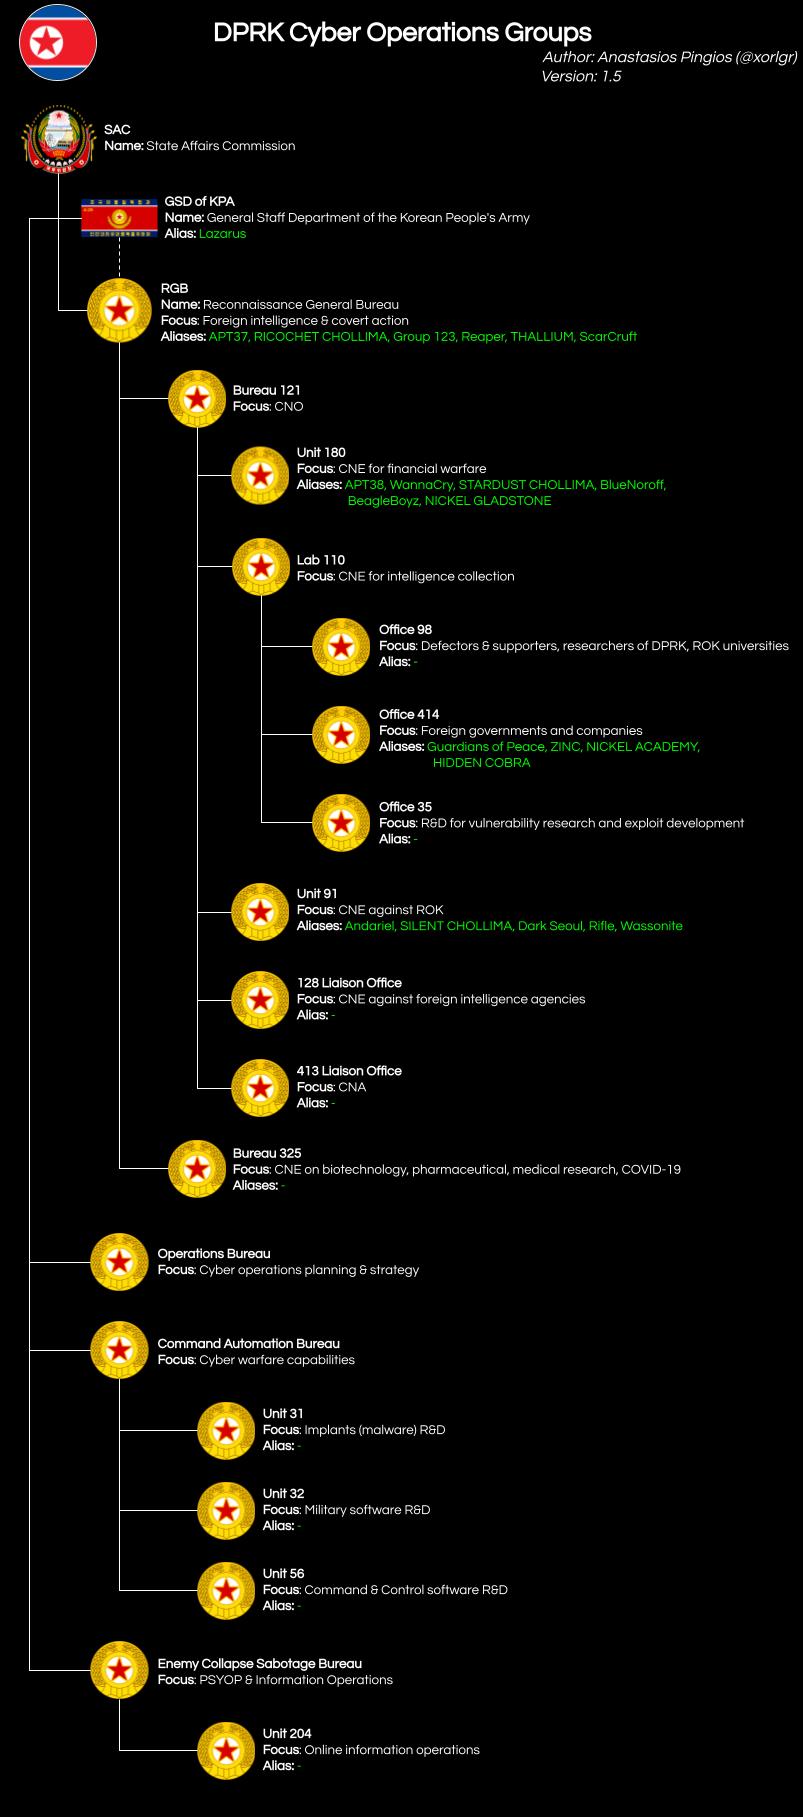 DPRK Cyber Operations Groups
Author: Anastasios Pingios (@xorlgr)
Version: 1.5
SAC
Name: State Affairs Commission
GSD of KPA
Name: General Staff Department of the Korean People's Army
Alias: Lazarus
RGB
Name: Reconnaissance General Bureau
Focus: Foreign intelligence & covert action
Aliases: APT37, RICOCHET CHOLLIMA, Group 123, Reaper, THALLIUM, ScarCruft
Bureau 121
Focus: CNO
Unit 180
Focus: CNE for financial warfare
Aliases: APT38, WannaCry, STARDUST CHOLLIMA, BlueNoroff,
BeagleBoyz, NICKEL GLADSTONE
Lab 110
Focus: CNE for intelligence collection
Office 98
Focus: Defectors & supporters, researchers of DPRK, ROK universities
Alias: -
Office 414
Focus: Foreign governments and companies
Aliases: Guardians of Peace, ZINC, NICKEL ACADEMY,
HIDDEN COBRA
Office 35
Focus: R&D for vulnerability research and exploit development
Alias: -
Unit 91
Focus: CNE against ROK
Aliases: Andariel, SILENT CHOLLIMA, Dark Seoul, Rifle, Wassonite
128 Liaison Office
Focus: CNE against foreign intelligence agencies
Alias: -
413 Liaison Office
Focus: CNA
Alias: -
Bureau 325
Focus: CNE on biotechnology, pharmaceutical, medical research, COVID-19
Aliases: -
Operations Bureau
Focus: Cyber operations planning & strategy
Command Automation Bureau
Focus: Cyber warfare capabilities
Unit 31
Focus: Implants (malware) R&D
Alias: -
Unit 32
Focus: Military software R&D
Alias: -
Unit 56
Focus: Command & Control software R&D
Alias: -
Enemy Collapse Sabotage Bureau
Focus: PSYOP & Information Operations
Unit 204
Focus: Online information operations
Alias: -